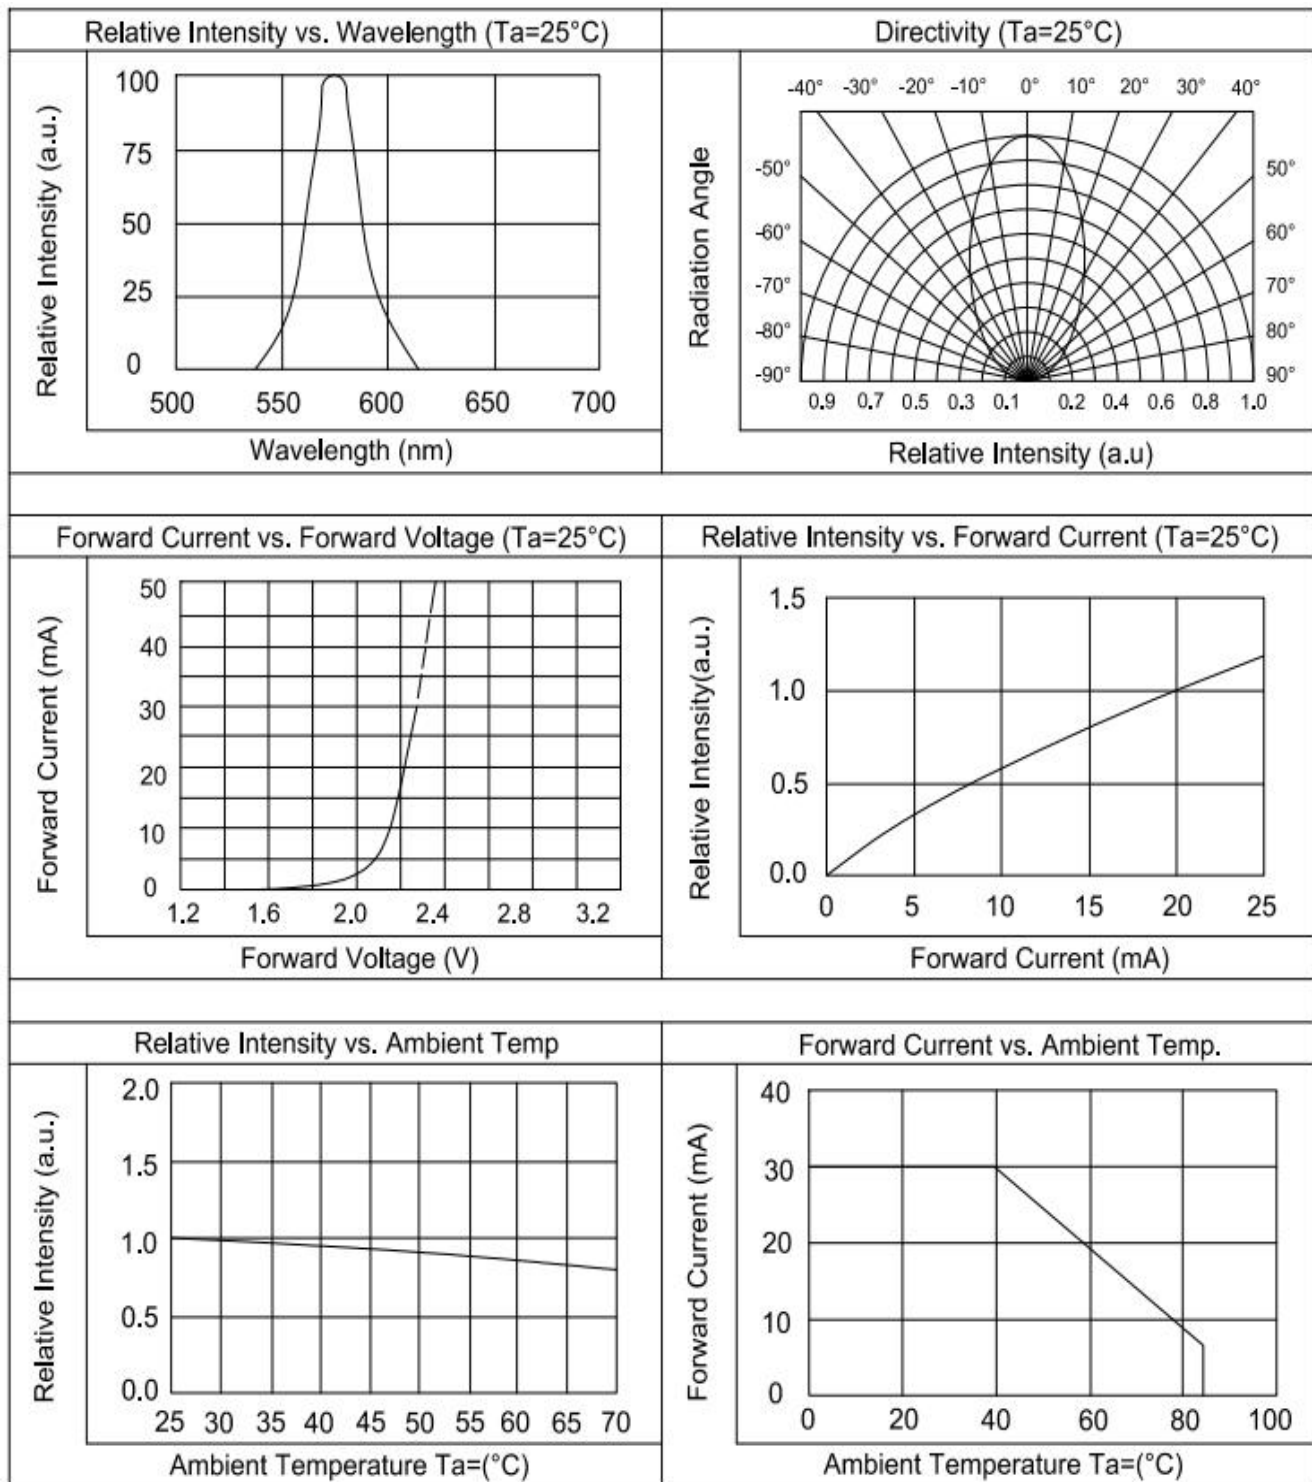 Relative Intensity vs. Wavelength (Ta=25°C)
Relative Intensity (a.u.)
100
75
50
25
0
500 550 600 650 700
Wavelength (nm)
Directivity (Ta=25°C)
Radiation Angle
-40° -30° -20° -10° 0° 10° 20° 30° 40°
-50° 50°
-60° 60°
-70° 70°
-80° 80°
-90° 90°
0.9 0.7 0.5 0.3 0.1 0.2 0.4 0.6 0.8 1.0
Relative Intensity (a.u)
Forward Current vs. Forward Voltage (Ta=25°C)
Forward Current (mA)
50
40
30
20
10
0
1.2 1.6 2.0 2.4 2.8 3.2
Forward Voltage (V)
Relative Intensity vs. Forward Current (Ta=25°C)
Relative Intensity(a.u.)
1.5
1.0
0.5
0.0
0 5 10 15 20 25
Forward Current (mA)
Relative Intensity vs. Ambient Temp
Relative Intensity (a.u.)
2.0
1.5
1.0
0.5
0.0
25 30 35 40 45 50 55 60 65 70
Ambient Temperature Ta=(°C)
Forward Current vs. Ambient Temp.
Forward Current (mA)
40
30
20
10
0
0 20 40 60 80 100
Ambient Temperature Ta=(°C)